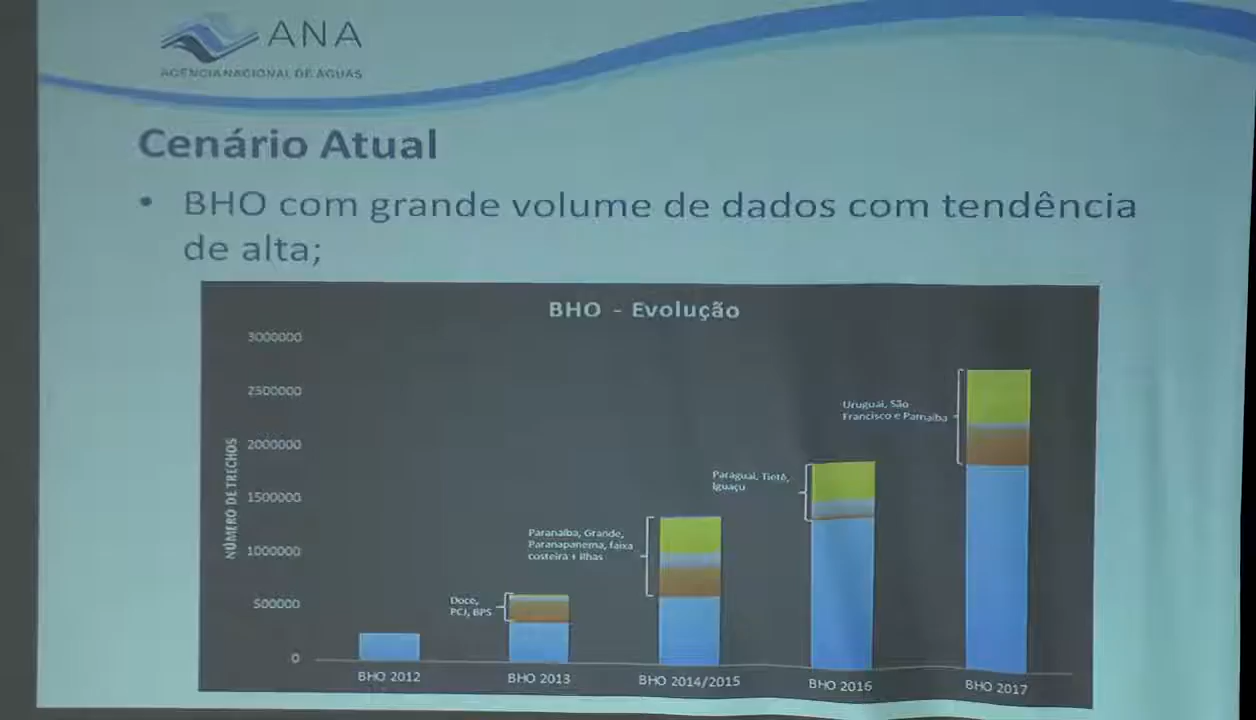 ANA
AGÊNCIA NACIONAL DE ÁGUAS
Cenário Atual
• BHO com grande volume de dados com tendência
de alta;
BHO - Evolução
NÚMERO DE TRECHOS
3000000
2500000
2000000
1500000
1000000
500000
0
Doce,
PCJ, BPS
Paranaíba, Grande,
Paranapanema, faixa
costeira + ilhas
Paraguai, Tietê,
Iguaçu
Uruguai, São
Francisco e Parnaíba
BHO 2012
BHO 2013
BHO 2014/2015
BHO 2016
BHO 2017